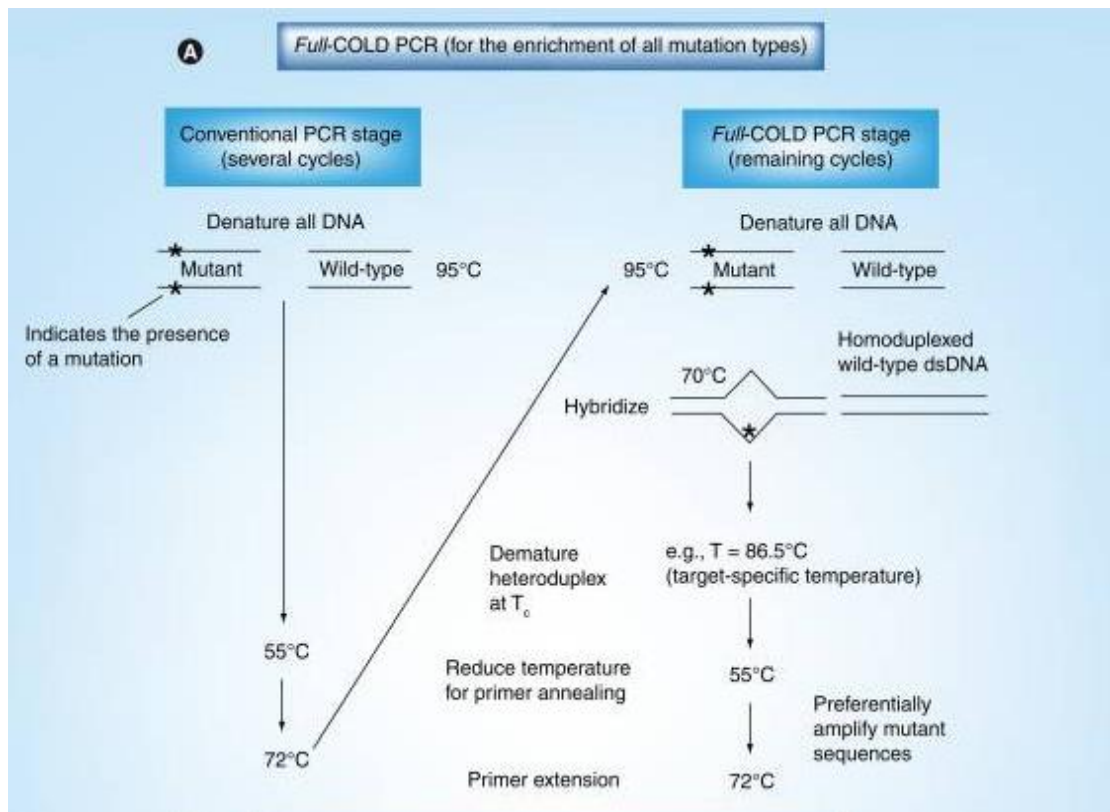 A
Full-COLD PCR (for the enrichment of all mutation types)
Conventional PCR stage
(several cycles)
Full-COLD PCR stage
(remaining cycles)
Denature all DNA
*
Mutant
*
Wild-type
95°C
Indicates the presence
of a mutation
55°C
72°C
Denature all DNA
95°C
*
Mutant
*
Wild-type
Homoduplexed
wild-type dsDNA
70°C
Hybridize
*
Demature
heteroduplex
at Tc
e.g., T = 86.5°C
(target-specific temperature)
Reduce temperature
for primer annealing
55°C
Preferentially
amplify mutant
sequences
Primer extension
72°C